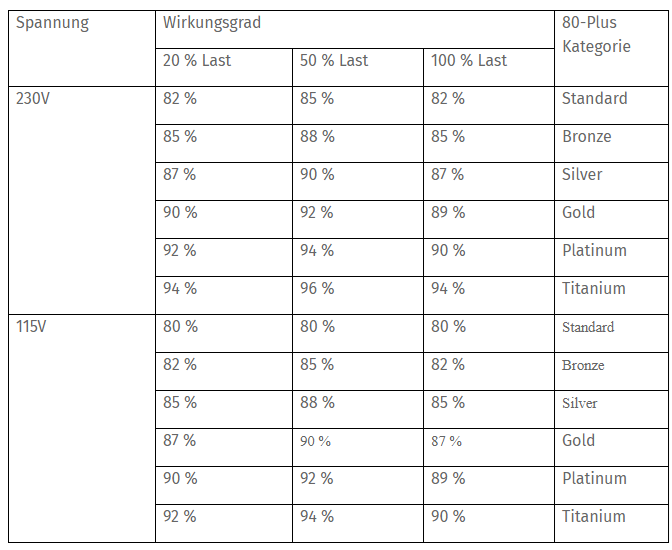 Spannung Wirkungsgrad 80-Plus
Kategorie
20 % Last 50 % Last 100 % Last
230V 82 % 85 % 82 % Standard
85 % 88 % 85 % Bronze
87 % 90 % 87 % Silver
90 % 92 % 89 % Gold
92 % 94 % 90 % Platinum
94 % 96 % 94 % Titanium
115V 80 % 80 % 80 % Standard
82 % 85 % 82 % Bronze
85 % 88 % 85 % Silver
87 % 90 % 87 % Gold
90 % 92 % 89 % Platinum
92 % 94 % 90 % Titanium